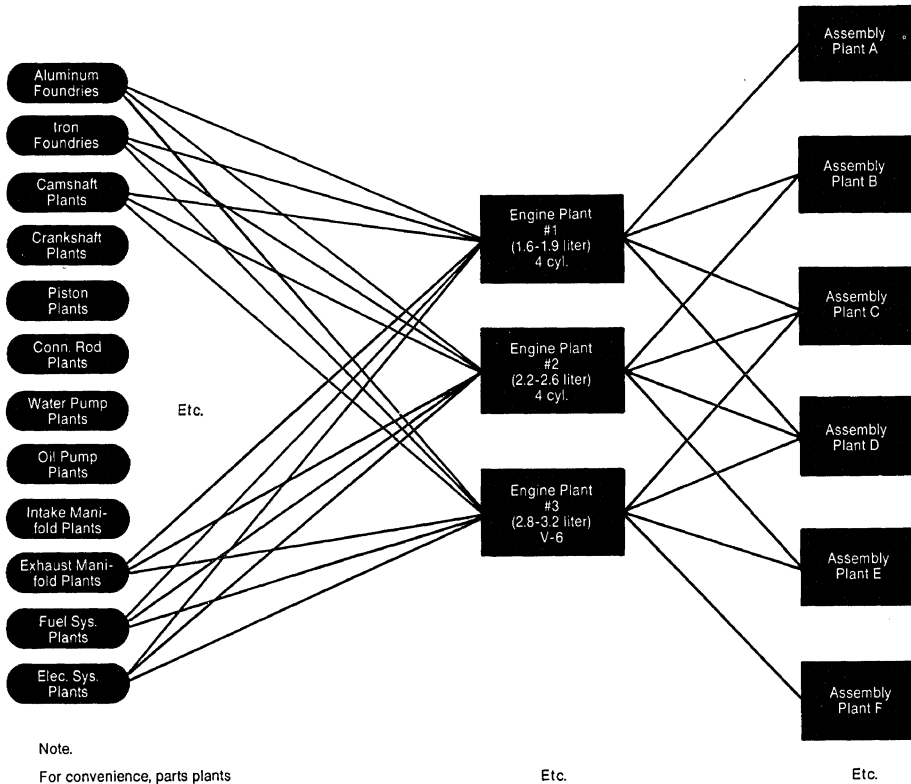 Aluminum
Foundries
Iron
Foundries
Camshaft
Plants
Crankshaft
Plants
Piston
Plants
Conn. Rod
Plants
Water Pump
Plants
Oil Pump
Plants
Intake Mani-
fold Plants
Exhaust Mani-
fold Plants
Fuel Sys.
Plants
Elec. Sys.
Plants
Etc.
Note.
For convenience, parts plants
Engine Plant
#1
(1.6-1.9 liter)
4 cyl.
Engine Plant
#2
(2.2-2.6 liter)
4 cyl.
Engine Plant
#3
(2.8-3.2 liter)
V-6
Etc.
Assembly
Plant A
Assembly
Plant B
Assembly
Plant C
Assembly
Plant D
Assembly
Plant E
Assembly
Plant F
Etc.